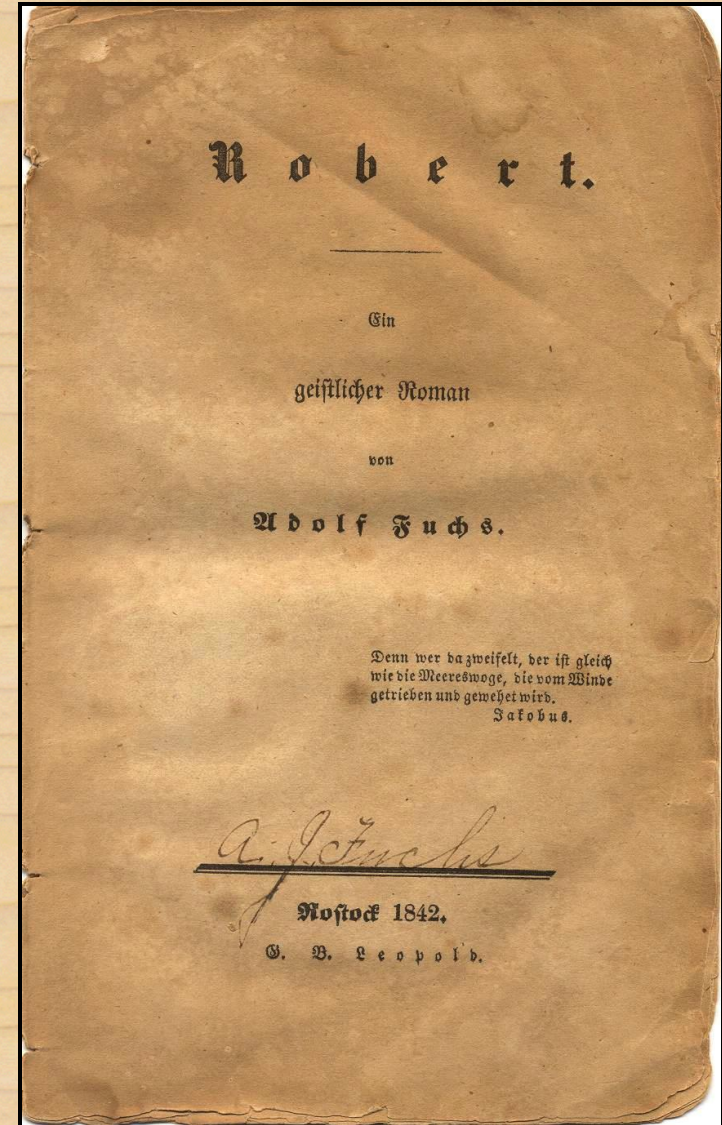 Robert.
Ein
geistlicher Roman
von
Adolf Fuchs.
Denn wer da zweifelt, der ist gleich
wie die Meereswoge, die vom Winde
getrieben und gewehet wird.
Jakobus.
A. J. Fuchs
Rostock 1842.
G. B. Leopold.